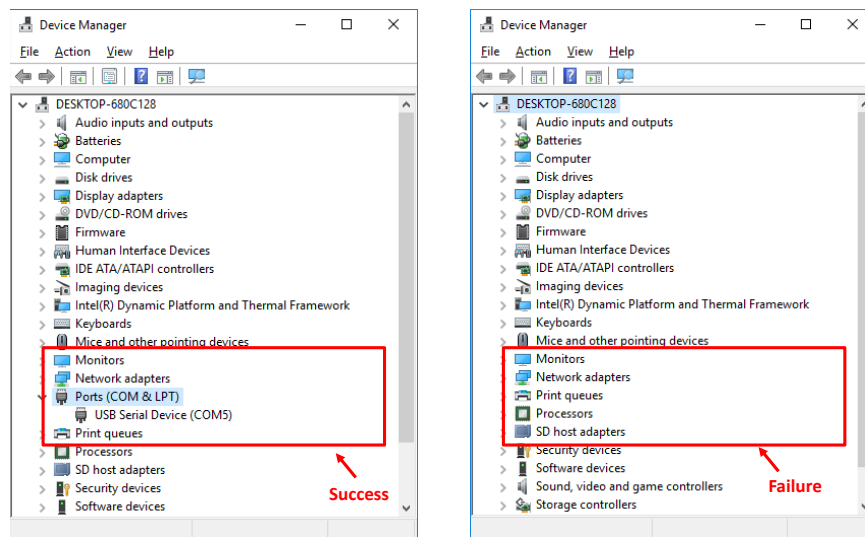 Device Manager
File Action View Help
DESKTOP-680C128
Audio inputs and outputs
Batteries
Computer
Disk drives
Display adapters
DVD/CD-ROM drives
Firmware
Human Interface Devices
IDE ATA/ATAPI controllers
Imaging devices
Intel(R) Dynamic Platform and Thermal Framework
Keyboards
Mice and other pointing devices
Monitors
Network adapters
Ports (COM & LPT)
USB Serial Device (COM5)
Print queues
Processors
SD host adapters
Security devices
Software devices
Success
Device Manager
File Action View Help
DESKTOP-680C128
Audio inputs and outputs
Batteries
Computer
Disk drives
Display adapters
DVD/CD-ROM drives
Firmware
Human Interface Devices
IDE ATA/ATAPI controllers
Imaging devices
Intel(R) Dynamic Platform and Thermal Framework
Keyboards
Mice and other pointing devices
Monitors
Network adapters
Print queues
Processors
SD host adapters
Security devices
Software devices
Sound, video and game controllers
Storage controllers
Failure